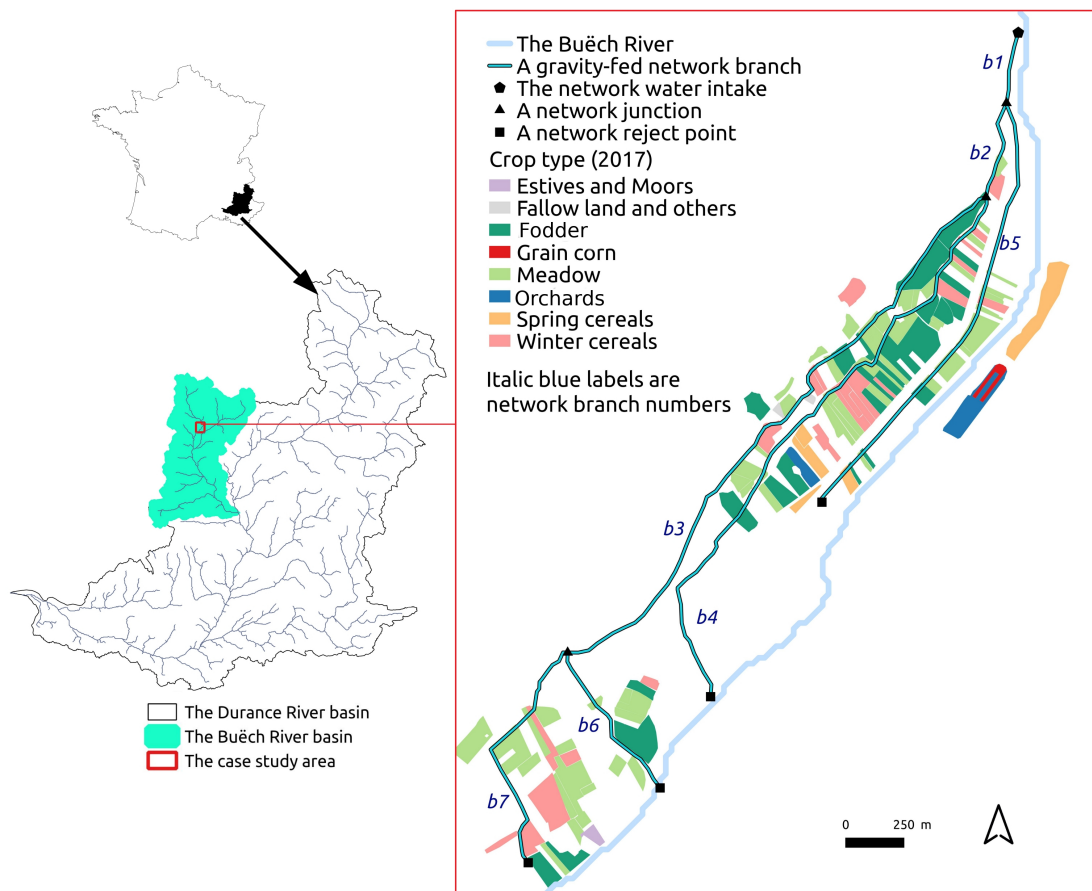 The Buëch River
A gravity-fed network branch
The network water intake
A network junction
A network reject point
Crop type (2017)
Estives and Moors
Fallow land and others
Fodder
Grain corn
Meadow
Orchards
Spring cereals
Winter cereals
Italic blue labels are
network branch numbers
b1
b2
b5
b3
b4
b6
b7
0 250 m
The Durance River basin
The Buëch River basin
The case study area